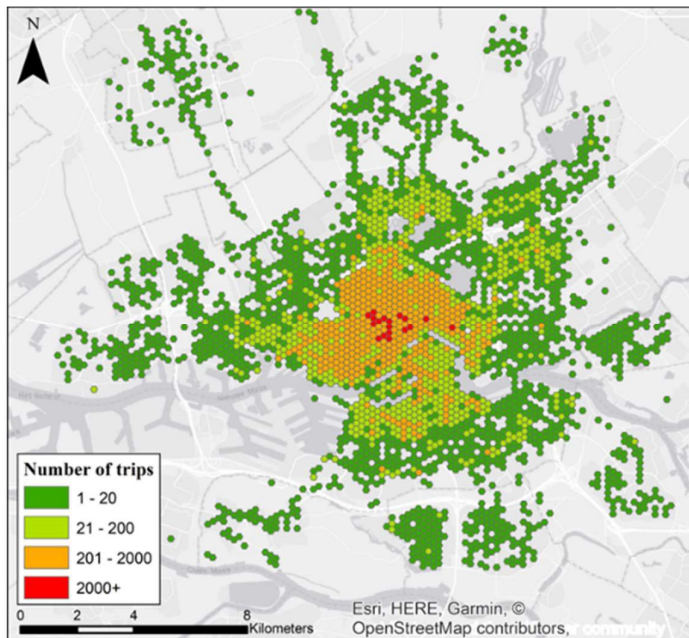 N
Number of trips
1 - 20
21 - 200
201 - 2000
2000+
0 2 4 8
Kilometers
Esri, HERE, Garmin, ©
OpenStreetMap contributors, r community